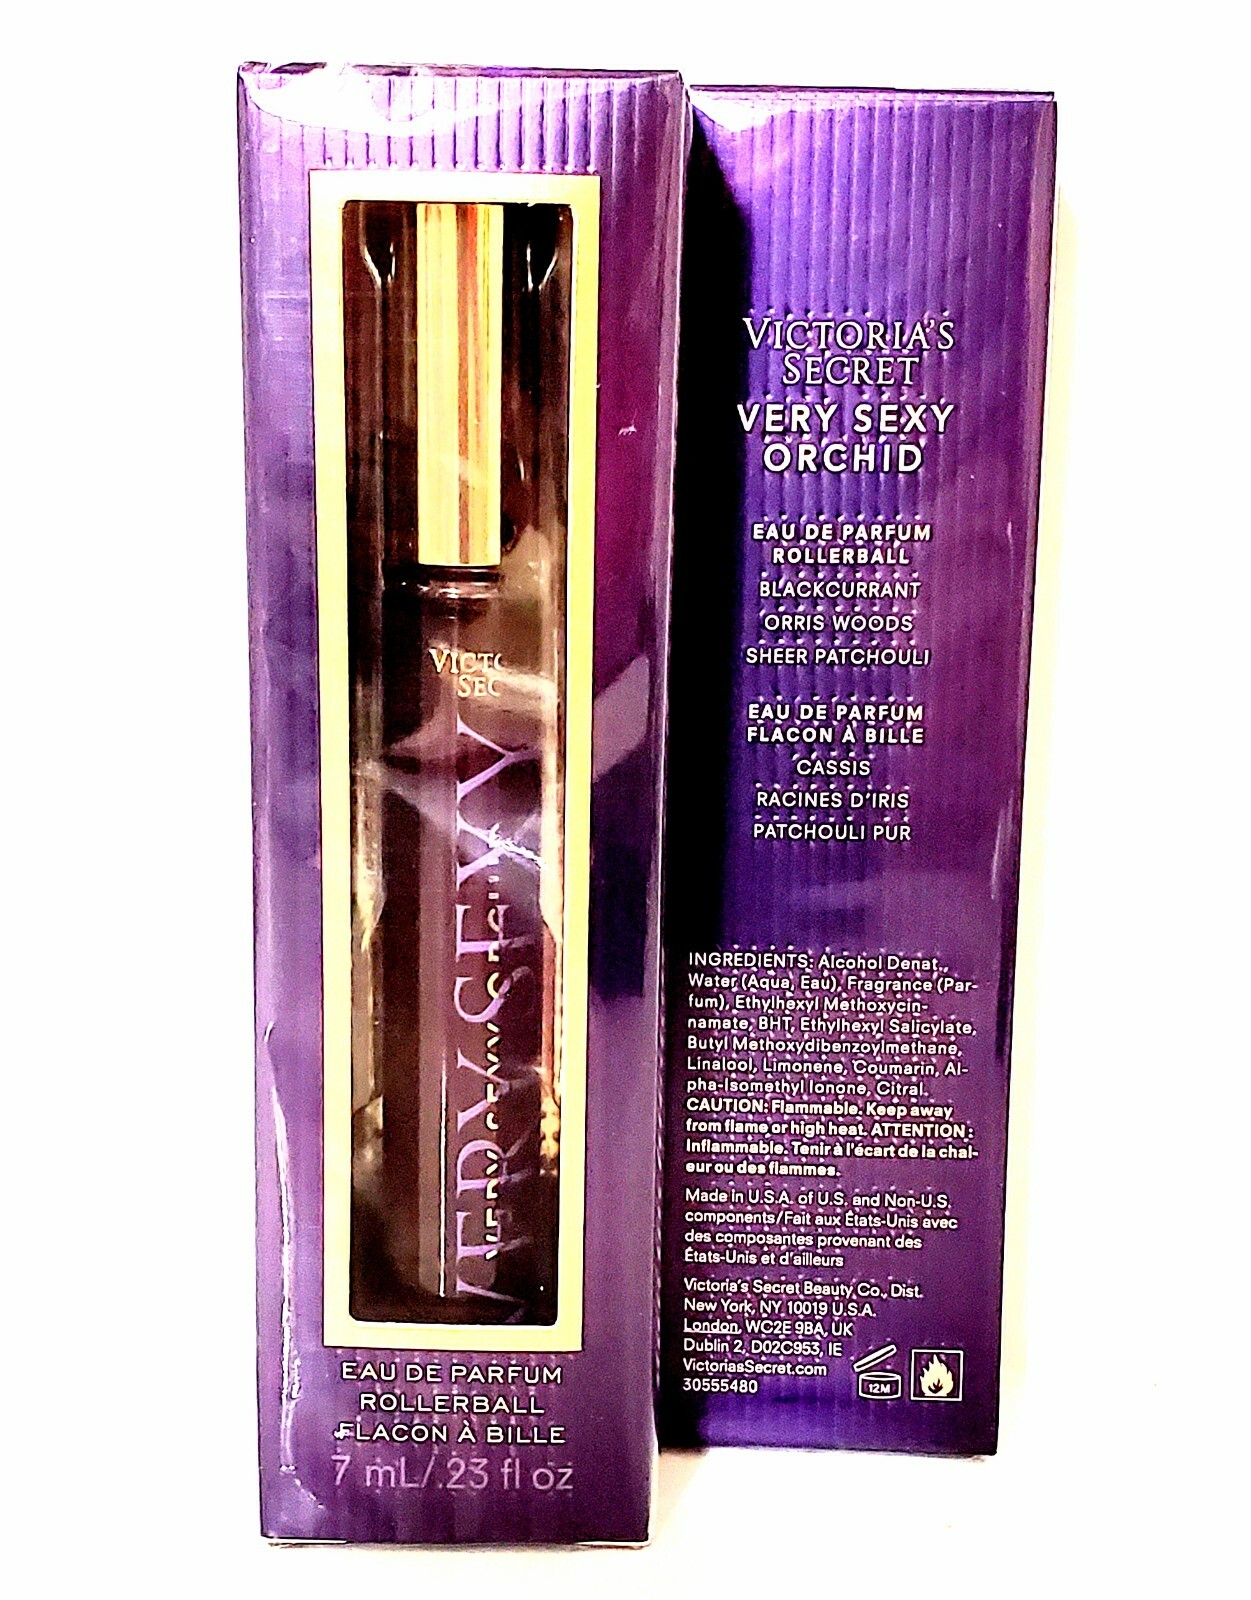 VICTO
SEC
VERY SEXY
EAU DE PARFUM
ROLLERBALL
FLACON À BILLE
7 mL/.23 fl oz
VICTORIA'S
SECRET
VERY SEXY
ORCHID
EAU DE PARFUM
ROLLERBALL
BLACKCURRANT
ORRIS WOODS
SHEER PATCHOULI
EAU DE PARFUM
FLACON À BILLE
CASSIS
RACINES D'IRIS
PATCHOULI PUR
INGREDIENTS: Alcohol Denat.,
Water (Aqua, Eau), Fragrance (Par-
fum), Ethylhexyl Methoxycin-
namate, BHT, Ethylhexyl Salicylate,
Butyl Methoxydibenzoylmethane,
Linalool, Limonene, Coumarin, Al-
pha-Isomethyl Ionone, Citral.
CAUTION: Flammable. Keep away
from flame or high heat. ATTENTION :
Inflammable. Tenir à l'écart de la chal-
eur ou des flammes.
Made in U.S.A. of U.S. and Non-U.S.
components/Fait aux États-Unis avec
des composantes provenant des
États-Unis et d'ailleurs
Victoria's Secret Beauty Co., Dist.
New York, NY 10019 U.S.A.
London, WC2E 9BA, UK
Dublin 2, D02C953, IE
VictoriasSecret.com
30555480
12M